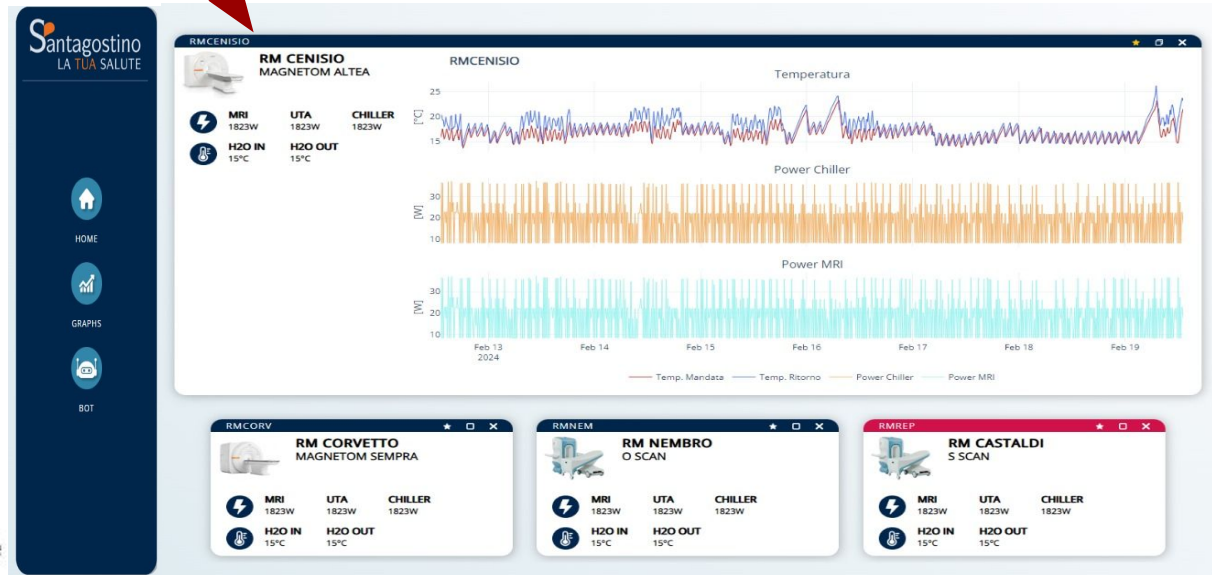 Santagostino
LA TUA SALUTE
HOME
GRAPHS
BOT
RMCENISIO
RM CENISIO
MAGNETOM ALTEA
MRI UTA CHILLER
1823W 1823W 1823W
H2O IN H2O OUT
15°C 15°C
RMCENISIO
Temperatura
[°C]
25
20
15
Power Chiller
[W]
30
20
10
Power MRI
[W]
30
20
10
Feb 13 Feb 14 Feb 15 Feb 16 Feb 17 Feb 18 Feb 19
2024
Temp. Mandata Temp. Ritorno Power Chiller Power MRI
RMCORV
RM CORVETTO
MAGNETOM SEMPRA
MRI UTA CHILLER
1823W 1823W 1823W
H2O IN H2O OUT
15°C 15°C
RMNEM
RM NEMBRO
O SCAN
MRI UTA CHILLER
1823W 1823W 1823W
H2O IN H2O OUT
15°C 15°C
RMREP
RM CASTALDI
S SCAN
MRI UTA CHILLER
1823W 1823W 1823W
H2O IN H2O OUT
15°C 15°C